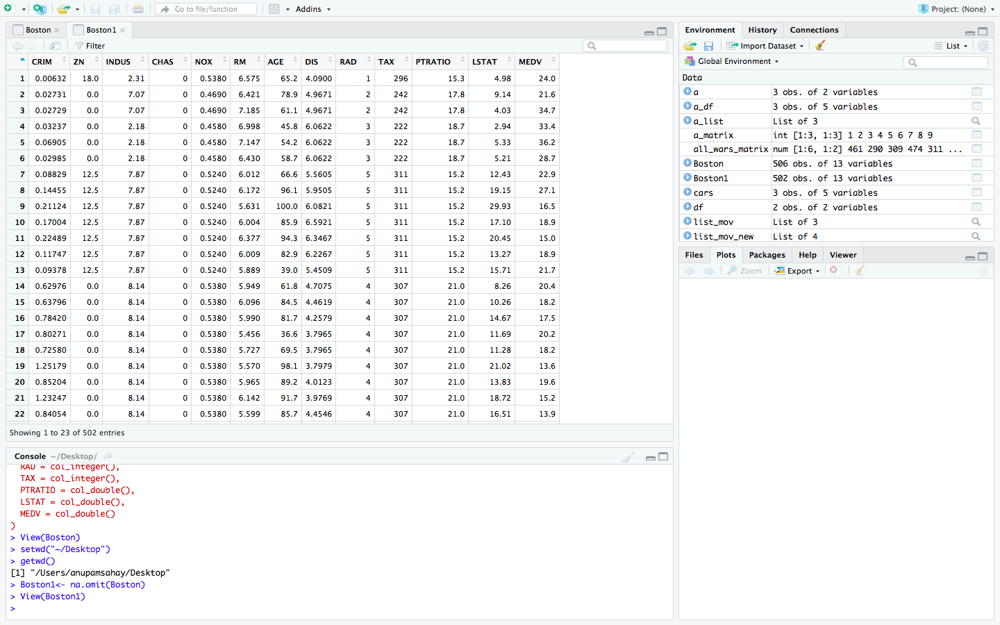 Go to file/function
Addins
Project: (None)
Boston
Boston1
Filter
CRIM ZN INDUS CHAS NOX RM AGE DIS RAD TAX PTRATIO LSTAT MEDV
1 0.00632 18.0 2.31 0 0.5380 6.575 65.2 4.0900 1 296 15.3 4.98 24.0
2 0.02731 0.0 7.07 0 0.4690 6.421 78.9 4.9671 2 242 17.8 9.14 21.6
3 0.02729 0.0 7.07 0 0.4690 7.185 61.1 4.9671 2 242 17.8 4.03 34.7
4 0.03237 0.0 2.18 0 0.4580 6.998 45.8 6.0622 3 222 18.7 2.94 33.4
5 0.06905 0.0 2.18 0 0.4580 7.147 54.2 6.0622 3 222 18.7 5.33 36.2
6 0.02985 0.0 2.18 0 0.4580 6.430 58.7 6.0622 3 222 18.7 5.21 28.7
7 0.08829 12.5 7.87 0 0.5240 6.012 66.6 5.5605 5 311 15.2 12.43 22.9
8 0.14455 12.5 7.87 0 0.5240 6.172 96.1 5.9505 5 311 15.2 19.15 27.1
9 0.21124 12.5 7.87 0 0.5240 5.631 100.0 6.0821 5 311 15.2 29.93 16.5
10 0.17004 12.5 7.87 0 0.5240 6.004 85.9 6.5921 5 311 15.2 17.10 18.9
11 0.22489 12.5 7.87 0 0.5240 6.377 94.3 6.3467 5 311 15.2 20.45 15.0
12 0.11747 12.5 7.87 0 0.5240 6.009 82.9 6.2267 5 311 15.2 13.27 18.9
13 0.09378 12.5 7.87 0 0.5240 5.889 39.0 5.4509 5 311 15.2 15.71 21.7
14 0.62976 0.0 8.14 0 0.5380 5.949 61.8 4.7075 4 307 21.0 8.26 20.4
15 0.63796 0.0 8.14 0 0.5380 6.096 84.5 4.4619 4 307 21.0 10.26 18.2
16 0.78420 0.0 8.14 0 0.5380 5.990 81.7 4.2579 4 307 21.0 14.67 17.5
17 0.80271 0.0 8.14 0 0.5380 5.456 36.6 3.7965 4 307 21.0 11.69 20.2
18 0.72580 0.0 8.14 0 0.5380 5.727 69.5 3.7965 4 307 21.0 11.28 18.2
19 1.25179 0.0 8.14 0 0.5380 5.570 98.1 3.7979 4 307 21.0 21.02 13.6
20 0.85204 0.0 8.14 0 0.5380 5.965 89.2 4.0123 4 307 21.0 13.83 19.6
21 1.23247 0.0 8.14 0 0.5380 6.142 91.7 3.9769 4 307 21.0 18.72 15.2
22 0.84054 0.0 8.14 0 0.5380 5.599 85.7 4.4546 4 307 21.0 16.51 13.9
Showing 1 to 23 of 502 entries
Console ~/Desktop/
RAD = col_integer(),
TAX = col_integer(),
PTRATIO = col_double(),
LSTAT = col_double(),
MEDV = col_double()
)
> View(Boston)
> setwd("~/Desktop")
> getwd()
[1] "/Users/anupamsahay/Desktop"
> Boston1<- na.omit(Boston)
> View(Boston1)
>
Environment History Connections
Import Dataset
List
Global Environment
Data
a 3 obs. of 2 variables
a_df 3 obs. of 5 variables
a_list List of 3
a_matrix int [1:3, 1:3] 1 2 3 4 5 6 7 8 9
all_wars_matrix num [1:6, 1:2] 461 290 309 474 311 ...
Boston 506 obs. of 13 variables
Boston1 502 obs. of 13 variables
cars 3 obs. of 5 variables
df 2 obs. of 2 variables
list_mov List of 3
list_mov_new List of 4
Files Plots Packages Help Viewer
Zoom
Export